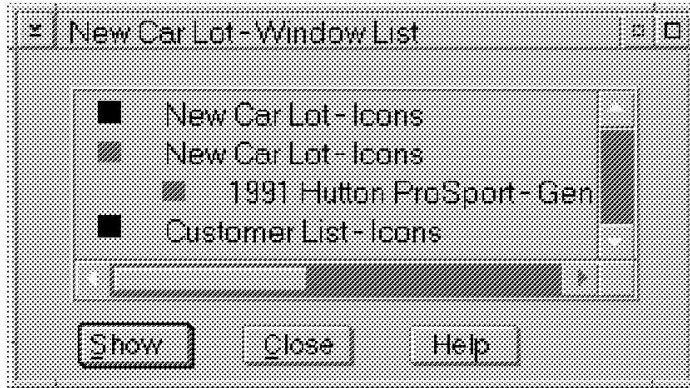 New Car Lot - Window List
New Car Lot - Icons
New Car Lot - Icons
1991 Hutton ProSport - Gen
Customer List - Icons
Show Close Help